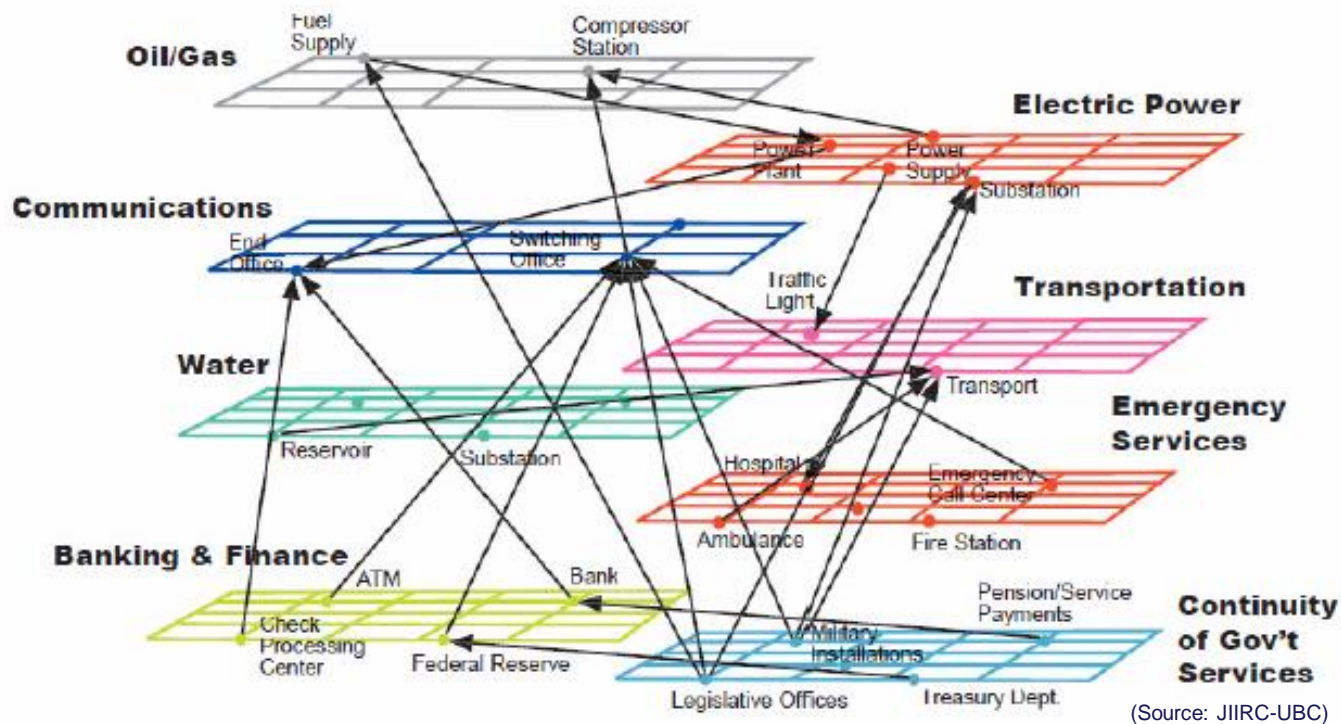 Fuel
Supply
Compressor
Station
Oil/Gas
Electric Power
Power
Plant
Power
Supply
Substation
Communications
End
Office
Switching
Office
Traffic
Light
Transportation
Water
Transport
Reservoir
Substation
Emergency
Services
Hospital
Emergency
Call Center
Ambulance
Fire Station
Banking & Finance
ATM
Bank
Check
Processing
Center
Federal Reserve
Pension/Service
Payments
Continuity
of Gov't
Services
Military
Installations
Legislative Offices
Treasury Dept.
(Source: JIIRC-UBC)